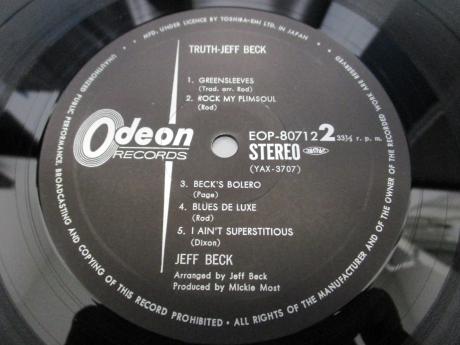 MFD. UNDER LICENCE BY TOSHIBA-EMI LTD. IN JAPAN
TRUTH-JEFF BECK
1. GREENSLEEVES
(Trad. arr. Rod)
2. ROCK MY PLIMSOUL
(Rod)
Odeon
RECORDS
EOP-80712 2 33⅓ r. p. m.
STEREO
(YAX-3707)
3. BECK'S BOLERO
(Page)
4. BLUES DE LUXE
(Rod)
5. I AIN'T SUPERSTITIOUS
(Dixon)
JEFF BECK
Arranged by Jeff Beck
Produced by Mickie Most
UNAUTHORIZED PUBLIC PERFORMANCE, BROADCASTING AND COPYING OF THIS RECORD PROHIBITED • ALL RIGHTS OF THE MANUFACTURER AND OF THE OWNER OF THE RECORDED WORK ARE RESERVED